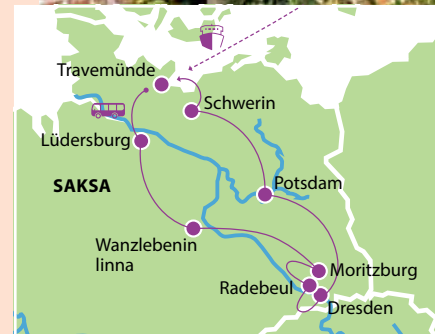 Travemünde
Schwerin
Lüdersburg
SAKSA
Potsdam
Wanzlebenin
linna
Moritzburg
Radebeul
Dresden